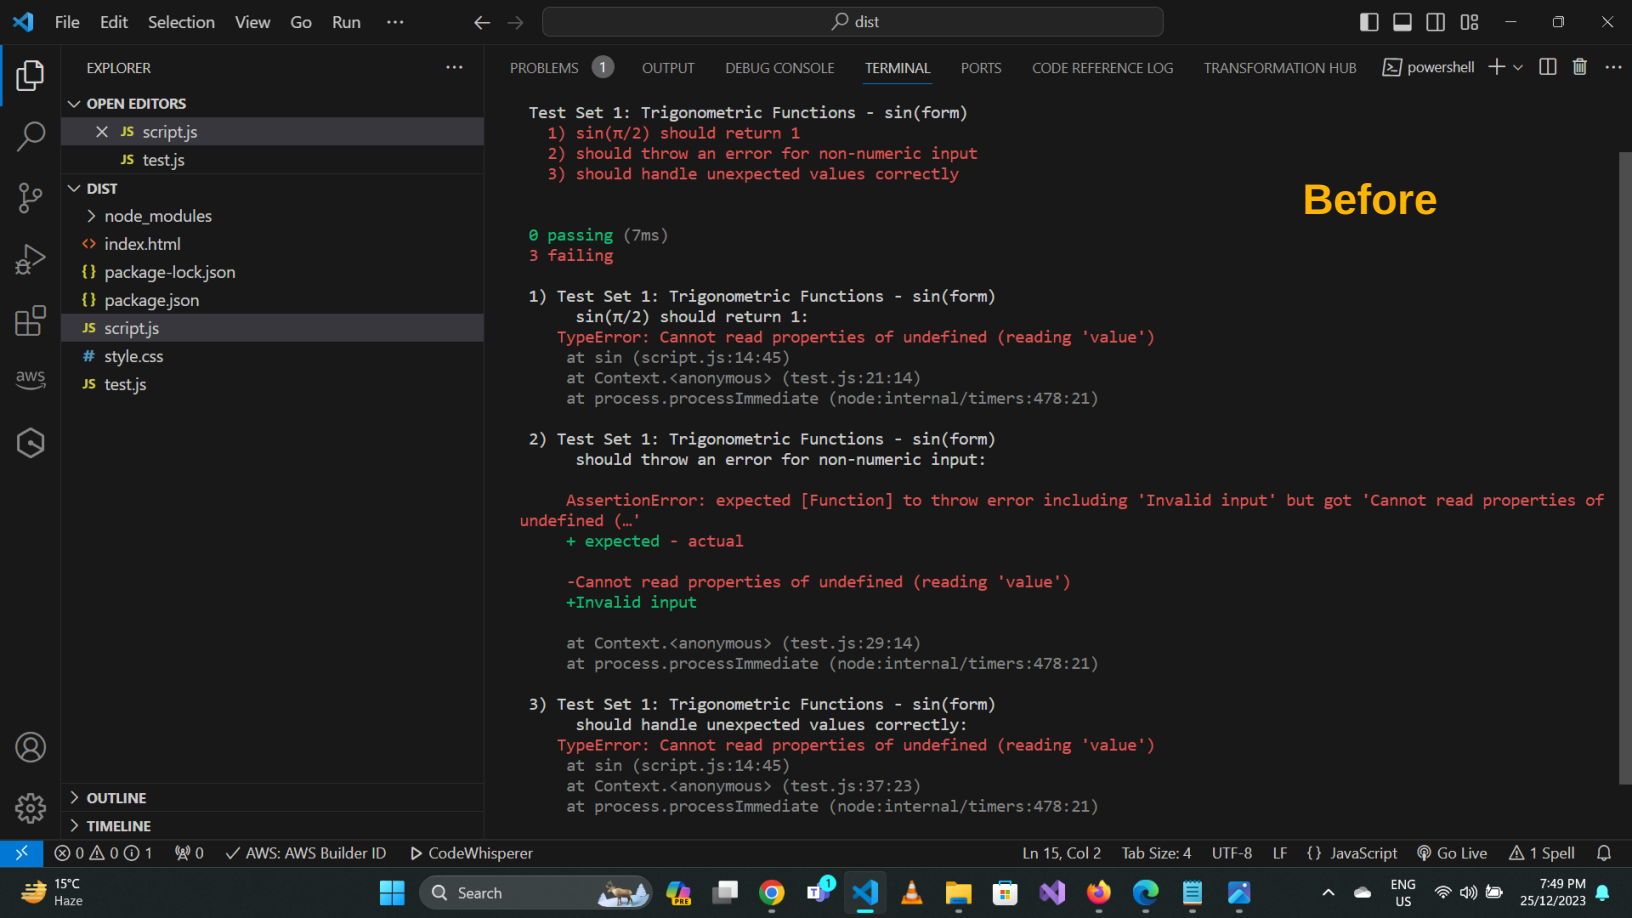 File Edit Selection View Go Run ···
dist
EXPLORER ···
OPEN EDITORS
JS script.js
JS test.js
DIST
node_modules
<> index.html
{} package-lock.json
{} package.json
JS script.js
# style.css
JS test.js
OUTLINE
TIMELINE
aws
PROBLEMS 1 OUTPUT DEBUG CONSOLE TERMINAL PORTS CODE REFERENCE LOG TRANSFORMATION HUB powershell
Test Set 1: Trigonometric Functions - sin(form)
1) sin(π/2) should return 1
2) should throw an error for non-numeric input
3) should handle unexpected values correctly
Before
0 passing (7ms)
3 failing
1) Test Set 1: Trigonometric Functions - sin(form)
sin(π/2) should return 1:
TypeError: Cannot read properties of undefined (reading 'value')
at sin (script.js:14:45)
at Context.<anonymous> (test.js:21:14)
at process.processImmediate (node:internal/timers:478:21)
2) Test Set 1: Trigonometric Functions - sin(form)
should throw an error for non-numeric input:
AssertionError: expected [Function] to throw error including 'Invalid input' but got 'Cannot read properties of
undefined (…'
+ expected - actual
-Cannot read properties of undefined (reading 'value')
+Invalid input
at Context.<anonymous> (test.js:29:14)
at process.processImmediate (node:internal/timers:478:21)
3) Test Set 1: Trigonometric Functions - sin(form)
should handle unexpected values correctly:
TypeError: Cannot read properties of undefined (reading 'value')
at sin (script.js:14:45)
at Context.<anonymous> (test.js:37:23)
at process.processImmediate (node:internal/timers:478:21)
0 0 1 0 AWS: AWS Builder ID CodeWhisperer Ln 15, Col 2 Tab Size: 4 UTF-8 LF {} JavaScript Go Live 1 Spell
15°C
Haze
Search
PRE
1
ENG
US
7:49 PM
25/12/2023